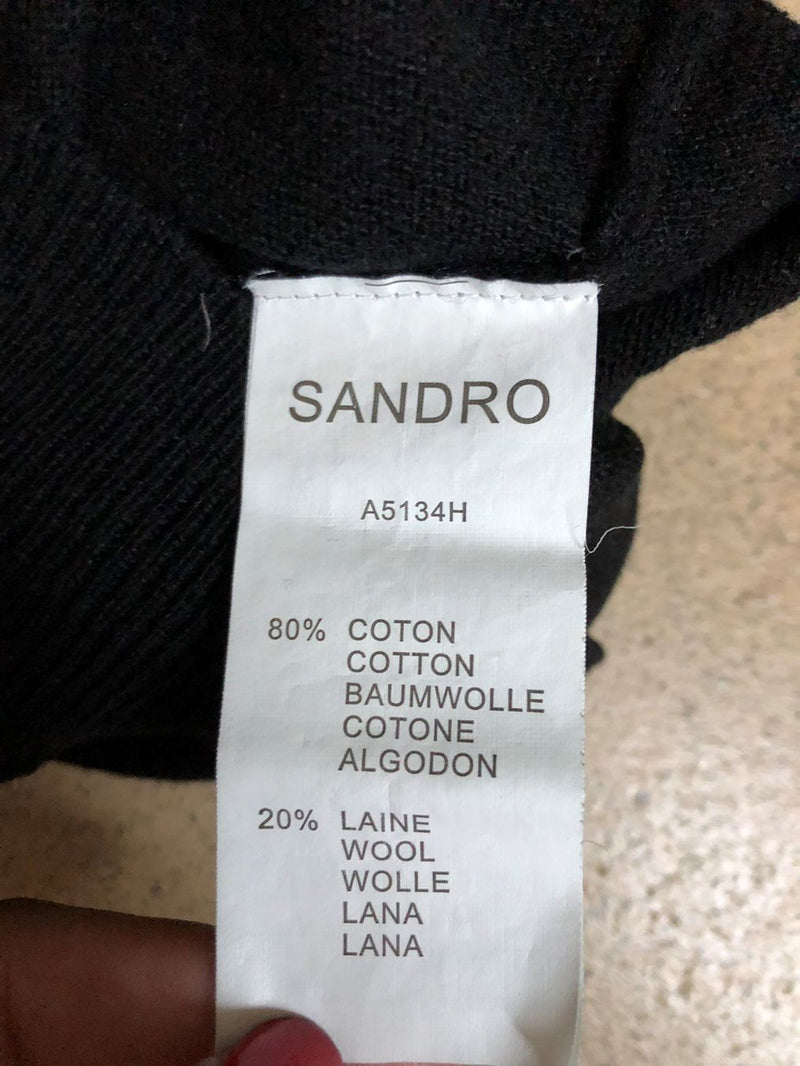 SANDRO
A5134H
80% COTON
COTTON
BAUMWOLLE
COTONE
ALGODON
20% LAINE
WOOL
WOLLE
LANA
LANA